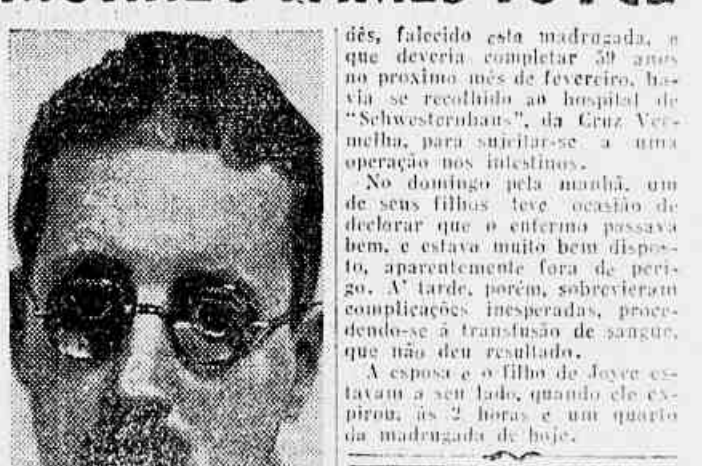 dês, falecido esta madrugada, e
que deveria completar 59 anos
no proximo mês de fevereiro, ha-
via se recolhido ao hospital de
"Schwesternhaus", da Cruz Ver-
melha, para sujeitar-se a uma
operação nos intestinos.
No domingo pela manhã, um
de seus filhos teve ocasião de
declarar que o enfermo passava
bem, e estava muito bem dispos-
to, aparentemente fora de peri-
go. A' tarde, porém, sobrevieram
complicações inesperadas, proce-
dendo-se á transfusão de sangue,
que não deu resultado.
A esposa e o filho de Joyce es-
tavam a seu lado, quando ele ex-
pirou, ás 2 horas e um quarto
da madrugada de hoje.